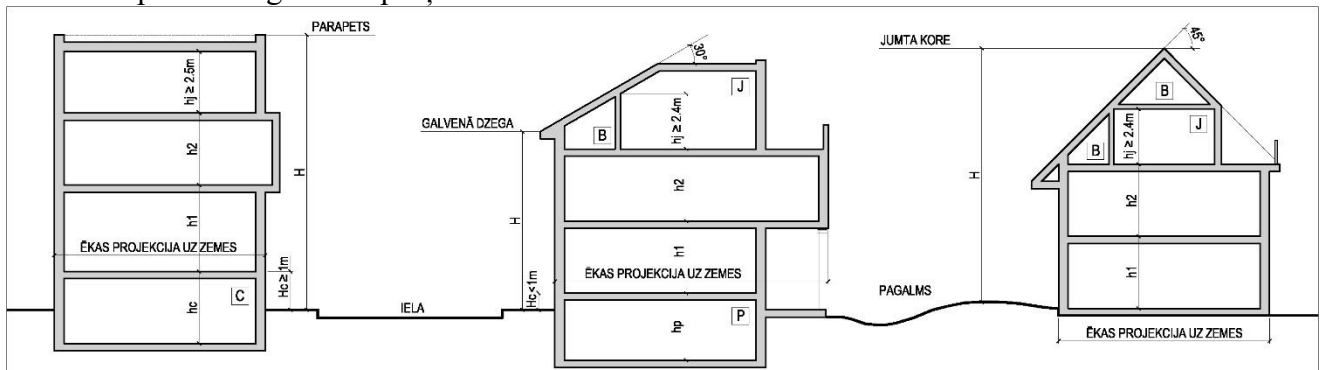 PARAPETS
hj ≥ 2.5m
h2
H
h1
ĒKAS PROJEKCIJA UZ ZEMES
Hc ≥ 1m
hc
C
IELA
30°
J
GALVENĀ DZEGA
B
hj ≥ 2.4m
h2
H
h1
ĒKAS PROJEKCIJA UZ ZEMES
Hc<1m
hp
P
45°
JUMTA KORE
B
B
hj ≥ 2.4m
J
H
h2
h1
PAGALMS
ĒKAS PROJEKCIJA UZ ZEMES